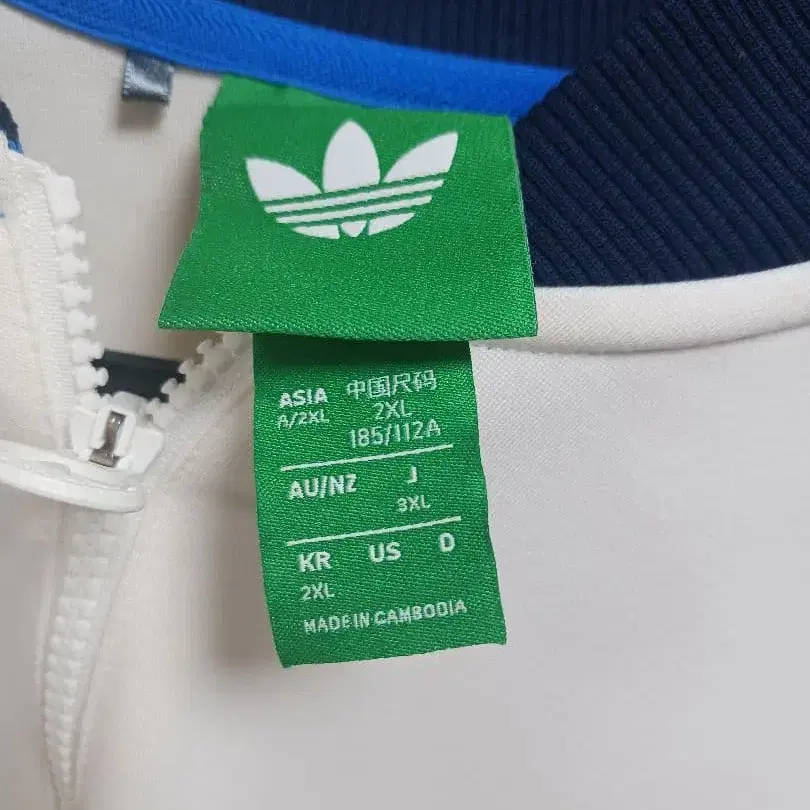 ASIA 中国尺码
A/2XL 2XL
185/112A
AU/NZ J
3XL
KR US D
2XL
MADE IN CAMBODIA